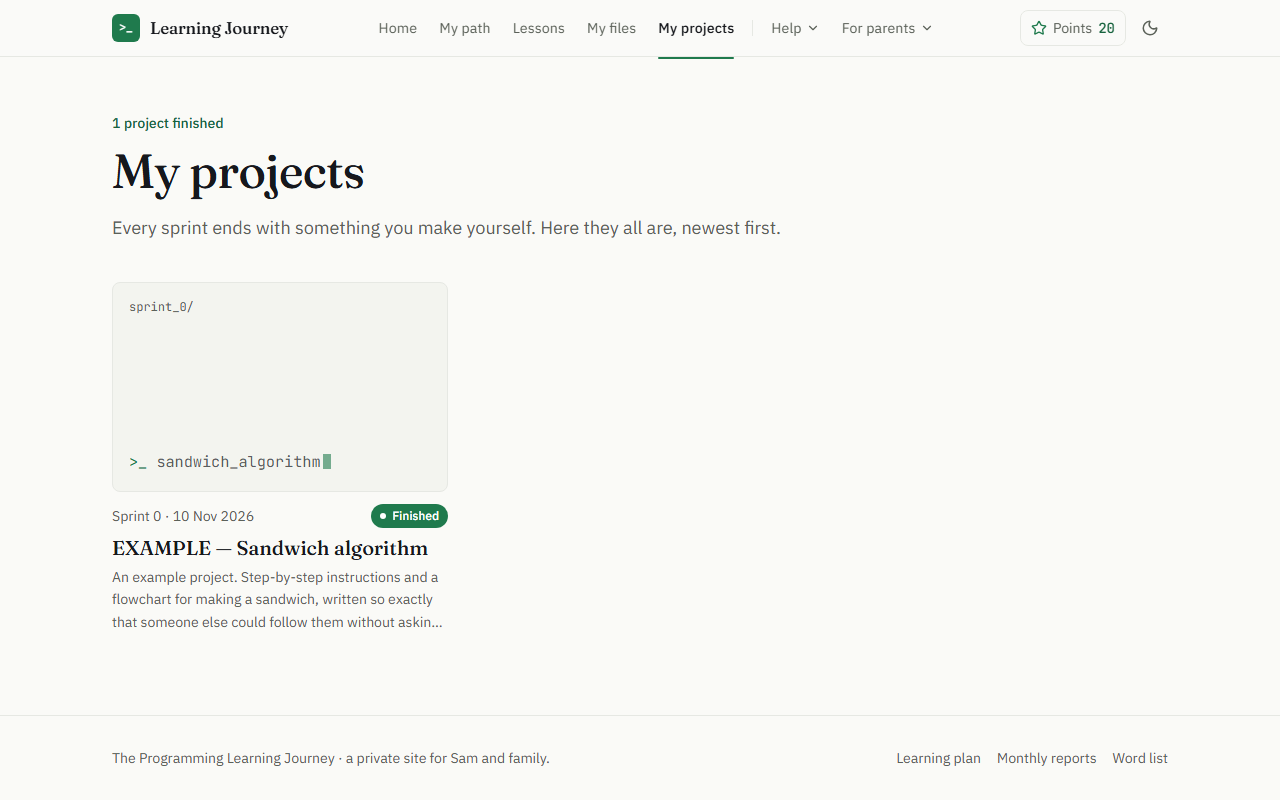 >_ Learning Journey Home My path Lessons My files My projects Help For parents Points 20
1 project finished
My projects
Every sprint ends with something you make yourself. Here they all are, newest first.
sprint_0/
>_ sandwich_algorithm
Sprint 0 · 10 Nov 2026 Finished
EXAMPLE — Sandwich algorithm
An example project. Step-by-step instructions and a
flowchart for making a sandwich, written so exactly
that someone else could follow them without askin...
The Programming Learning Journey · a private site for Sam and family. Learning plan Monthly reports Word list